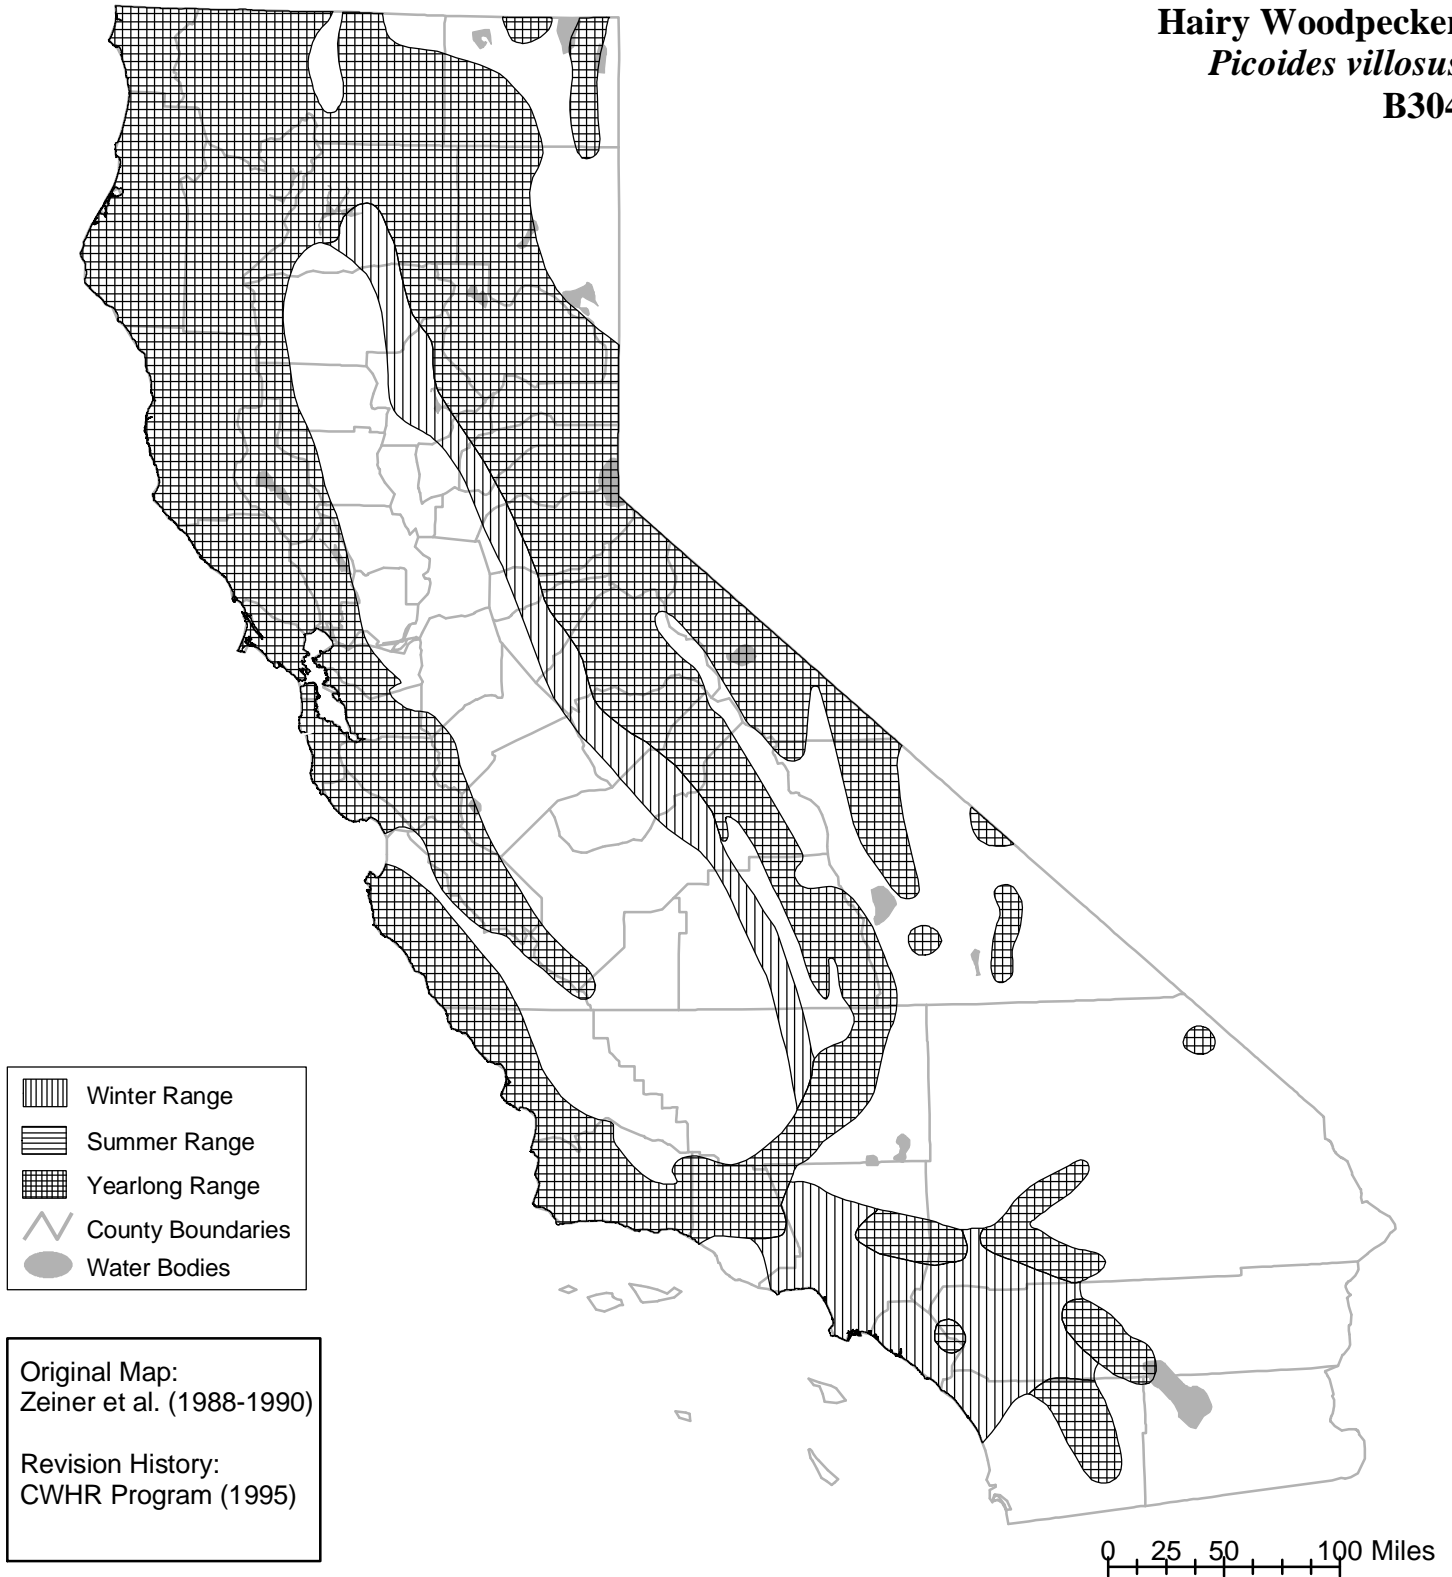 Hairy Woodpecker
Picoides villosus
B304
Winter Range
Summer Range
Yearlong Range
County Boundaries
Water Bodies
Original Map:
Zeiner et al. (1988-1990)
Revision History:
CWHR Program (1995)
0 25 50 100 Miles